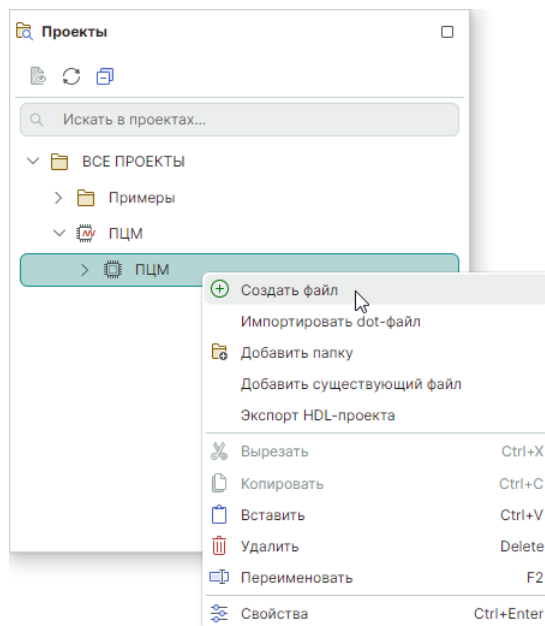 Проекты
Искать в проектах...
ВСЕ ПРОЕКТЫ
Примеры
ПЦМ
ПЦМ
Создать файл
Импортировать dot-файл
Добавить папку
Добавить существующий файл
Экспорт HDL-проекта
Вырезать Ctrl+X
Копировать Ctrl+C
Вставить Ctrl+V
Удалить Delete
Переименовать F2
Свойства Ctrl+Enter